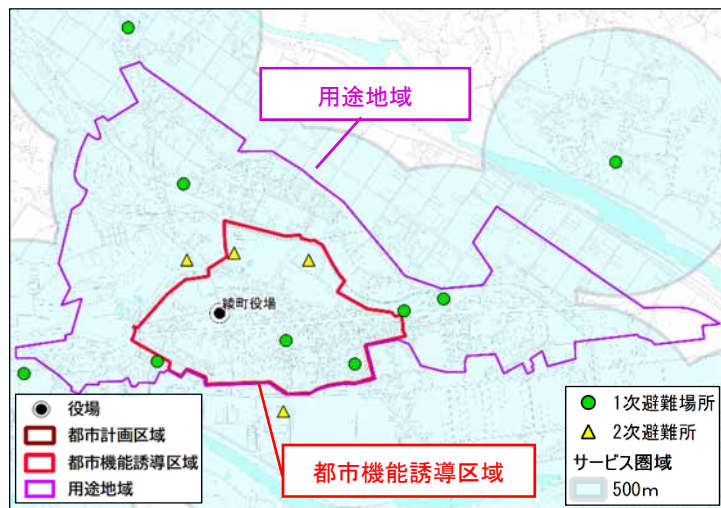 用途地域
綾町役場
役場
都市計画区域
都市機能誘導区域
用途地域
都市機能誘導区域
1次避難場所
2次避難所
サービス圏域
500m